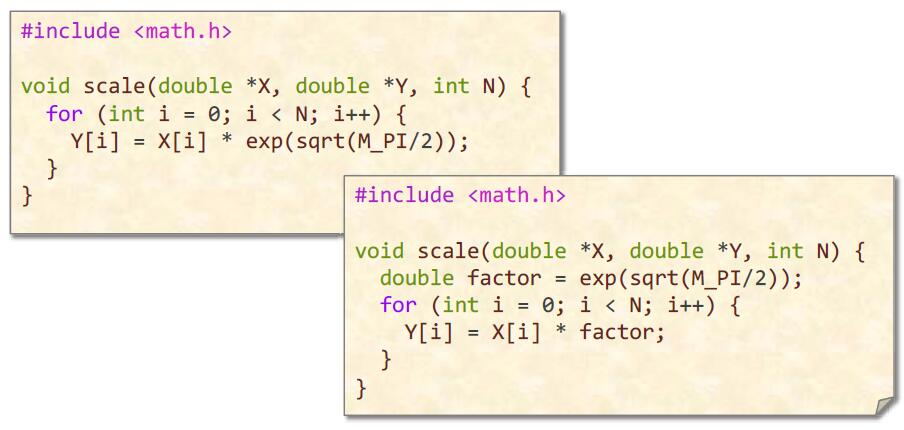 #include <math.h>

void scale(double *X, double *Y, int N) {
  for (int i = 0; i < N; i++) {
    Y[i] = X[i] * exp(sqrt(M_PI/2));
  }
}
#include <math.h>

void scale(double *X, double *Y, int N) {
  double factor = exp(sqrt(M_PI/2));
  for (int i = 0; i < N; i++) {
    Y[i] = X[i] * factor;
  }
}